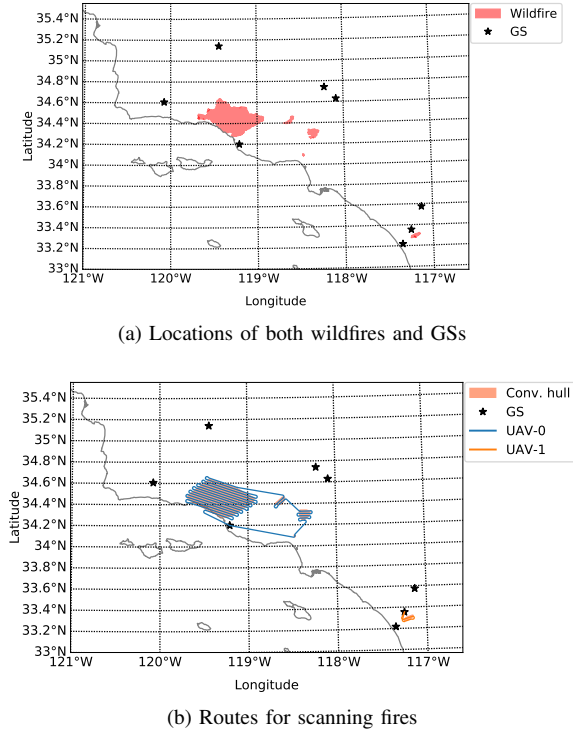 35.4°N
35.2°N
35°N
34.8°N
34.6°N
34.4°N
34.2°N
34°N
33.8°N
33.6°N
33.4°N
33.2°N
33°N
Latitude
121°W 120°W 119°W 118°W 117°W
Longitude
Wildfire
GS
(a) Locations of both wildfires and GSs
35.4°N
35.2°N
35°N
34.8°N
34.6°N
34.4°N
34.2°N
34°N
33.8°N
33.6°N
33.4°N
33.2°N
33°N
Latitude
121°W 120°W 119°W 118°W 117°W
Longitude
Conv. hull
GS
UAV-0
UAV-1
(b) Routes for scanning fires